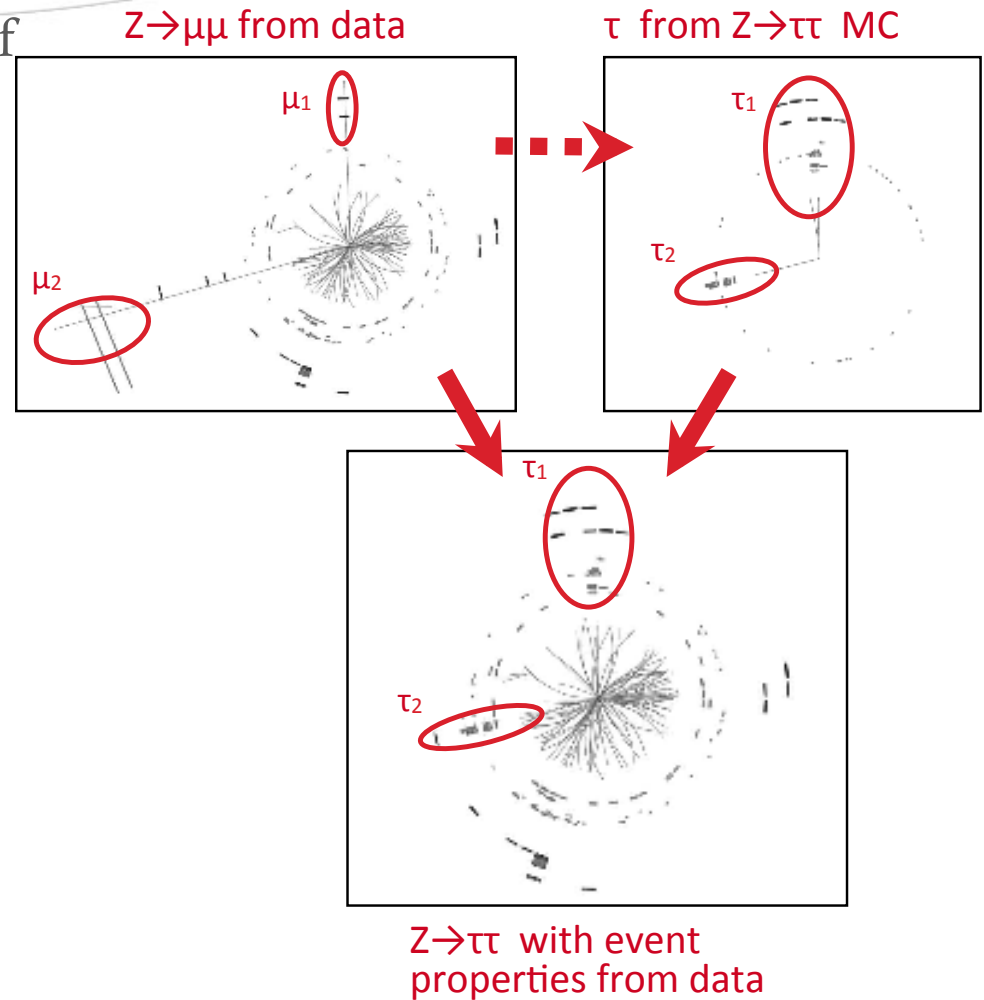 f
Z→μμ from data
τ from Z→ττ MC
μ₁
μ₂
τ₁
τ₂
τ₁
τ₂
Z→ττ with event
properties from data